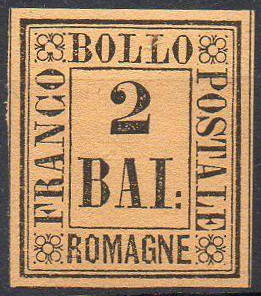 BOLLO
FRANCO
POSTALE
2
BAI:
ROMAGNE